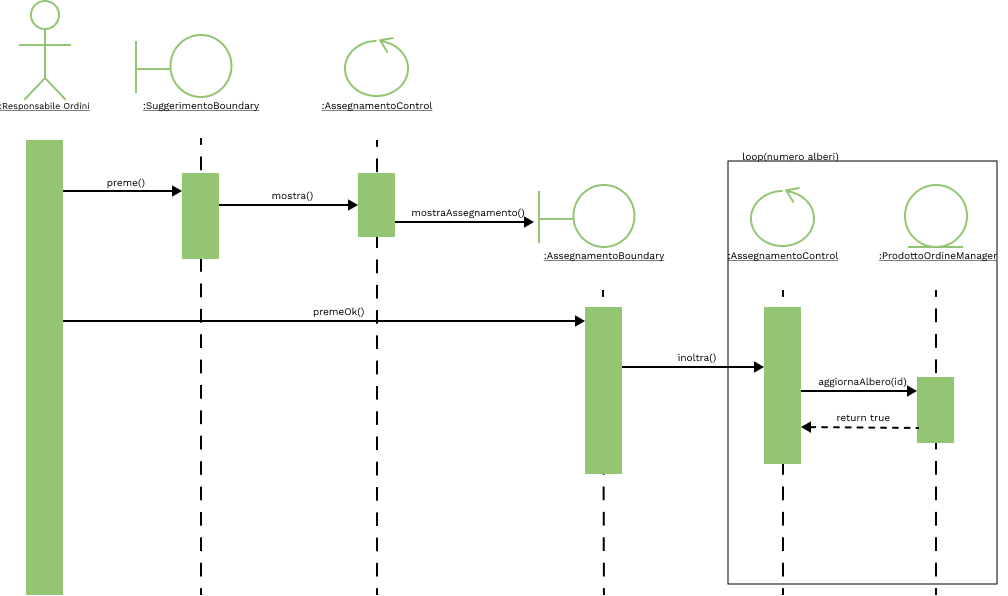 :Responsabile Ordini
:SuggerimentoBoundary
:AssegnamentoControl
preme()
mostra()
mostraAssegnamento()
loop(numero alberi)
:AssegnamentoBoundary
:AssegnamentoControl
:ProdottoOrdineManager
premeOk()
inoltra()
aggiornaAlbero(id)
return true